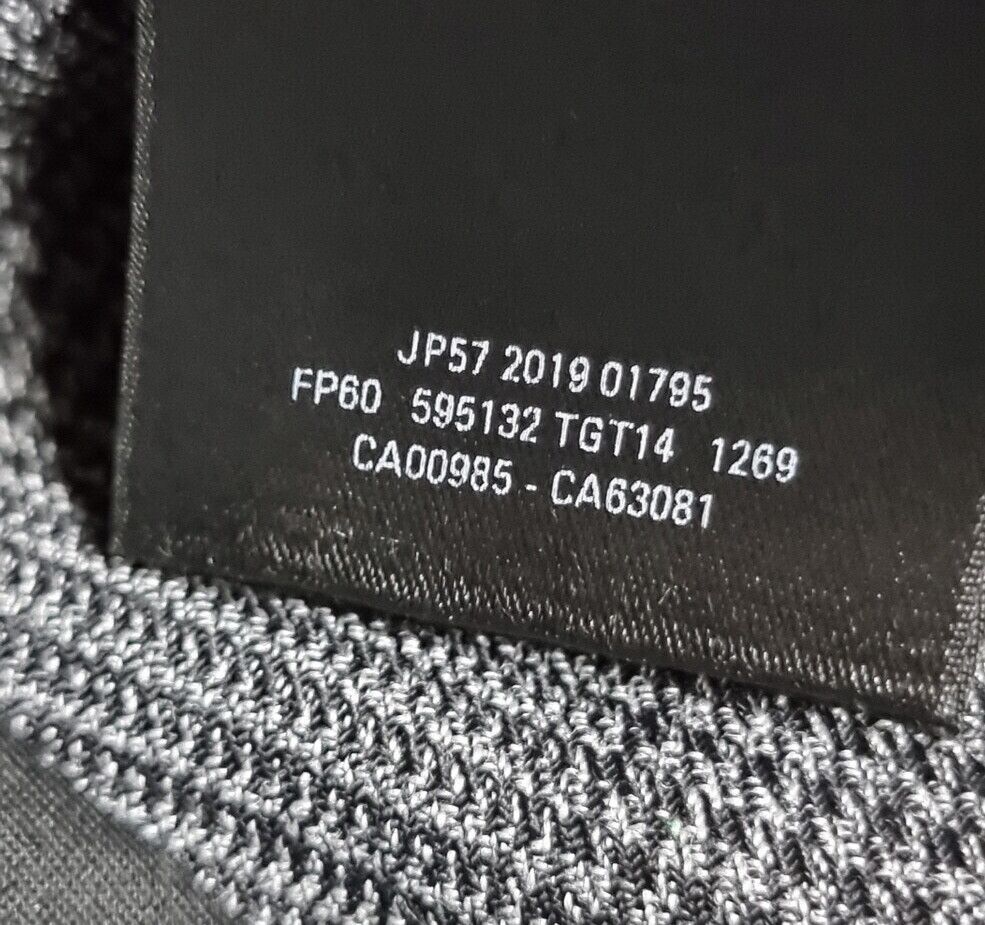 JP57 2019 01795
FP60 595132 TGT14 1269
CA00985 - CA63081